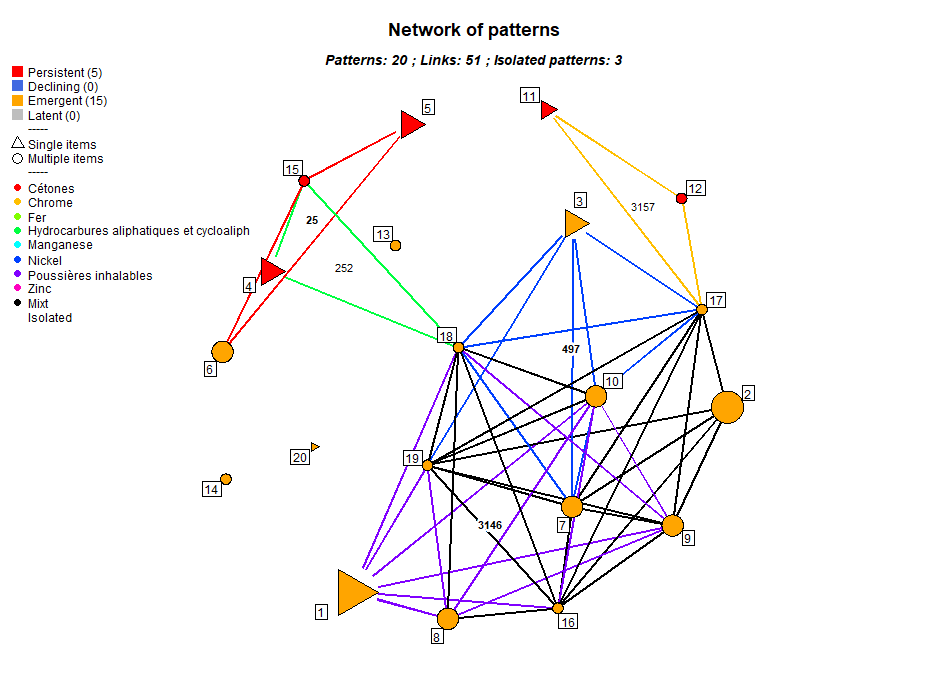 Network of patterns
Patterns: 20 ; Links: 51 ; Isolated patterns: 3
Persistent (5)
Declining (0)
Emergent (15)
Latent (0)
-----
Single items
Multiple items
-----
Cétones
Chrome
Fer
Hydrocarbures aliphatiques et cycloaliph
Manganese
Nickel
Poussières inhalables
Zinc
Mixt
Isolated
5
11
15
12
3
25
3157
13
252
4
17
18
497
6
10
2
20
19
14
3146
7
9
1
16
8